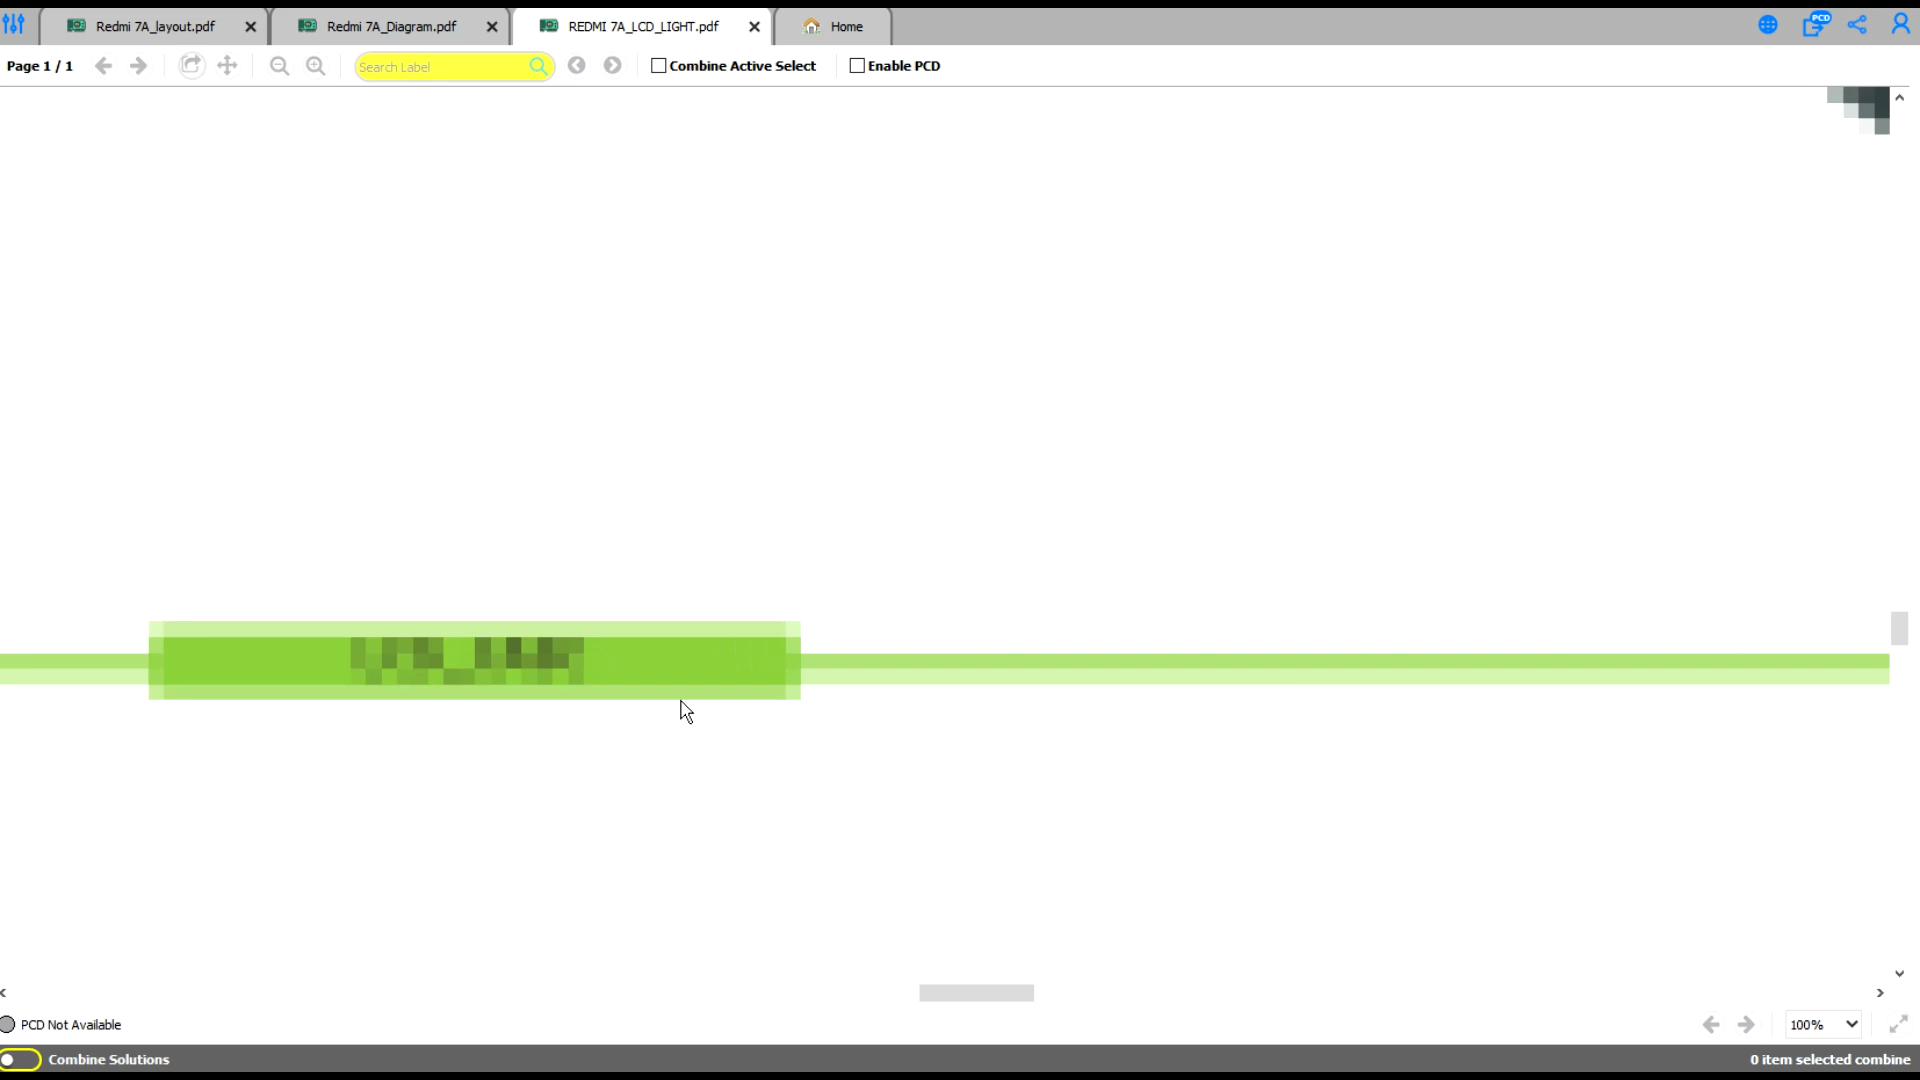 Redmi 7A_layout.pdf
Redmi 7A_Diagram.pdf
REDMI 7A_LCD_LIGHT.pdf
Home
PCD
Page 1 / 1
Search Label
Combine Active Select
Enable PCD
PCD Not Available
100%
Combine Solutions
0 item selected combine